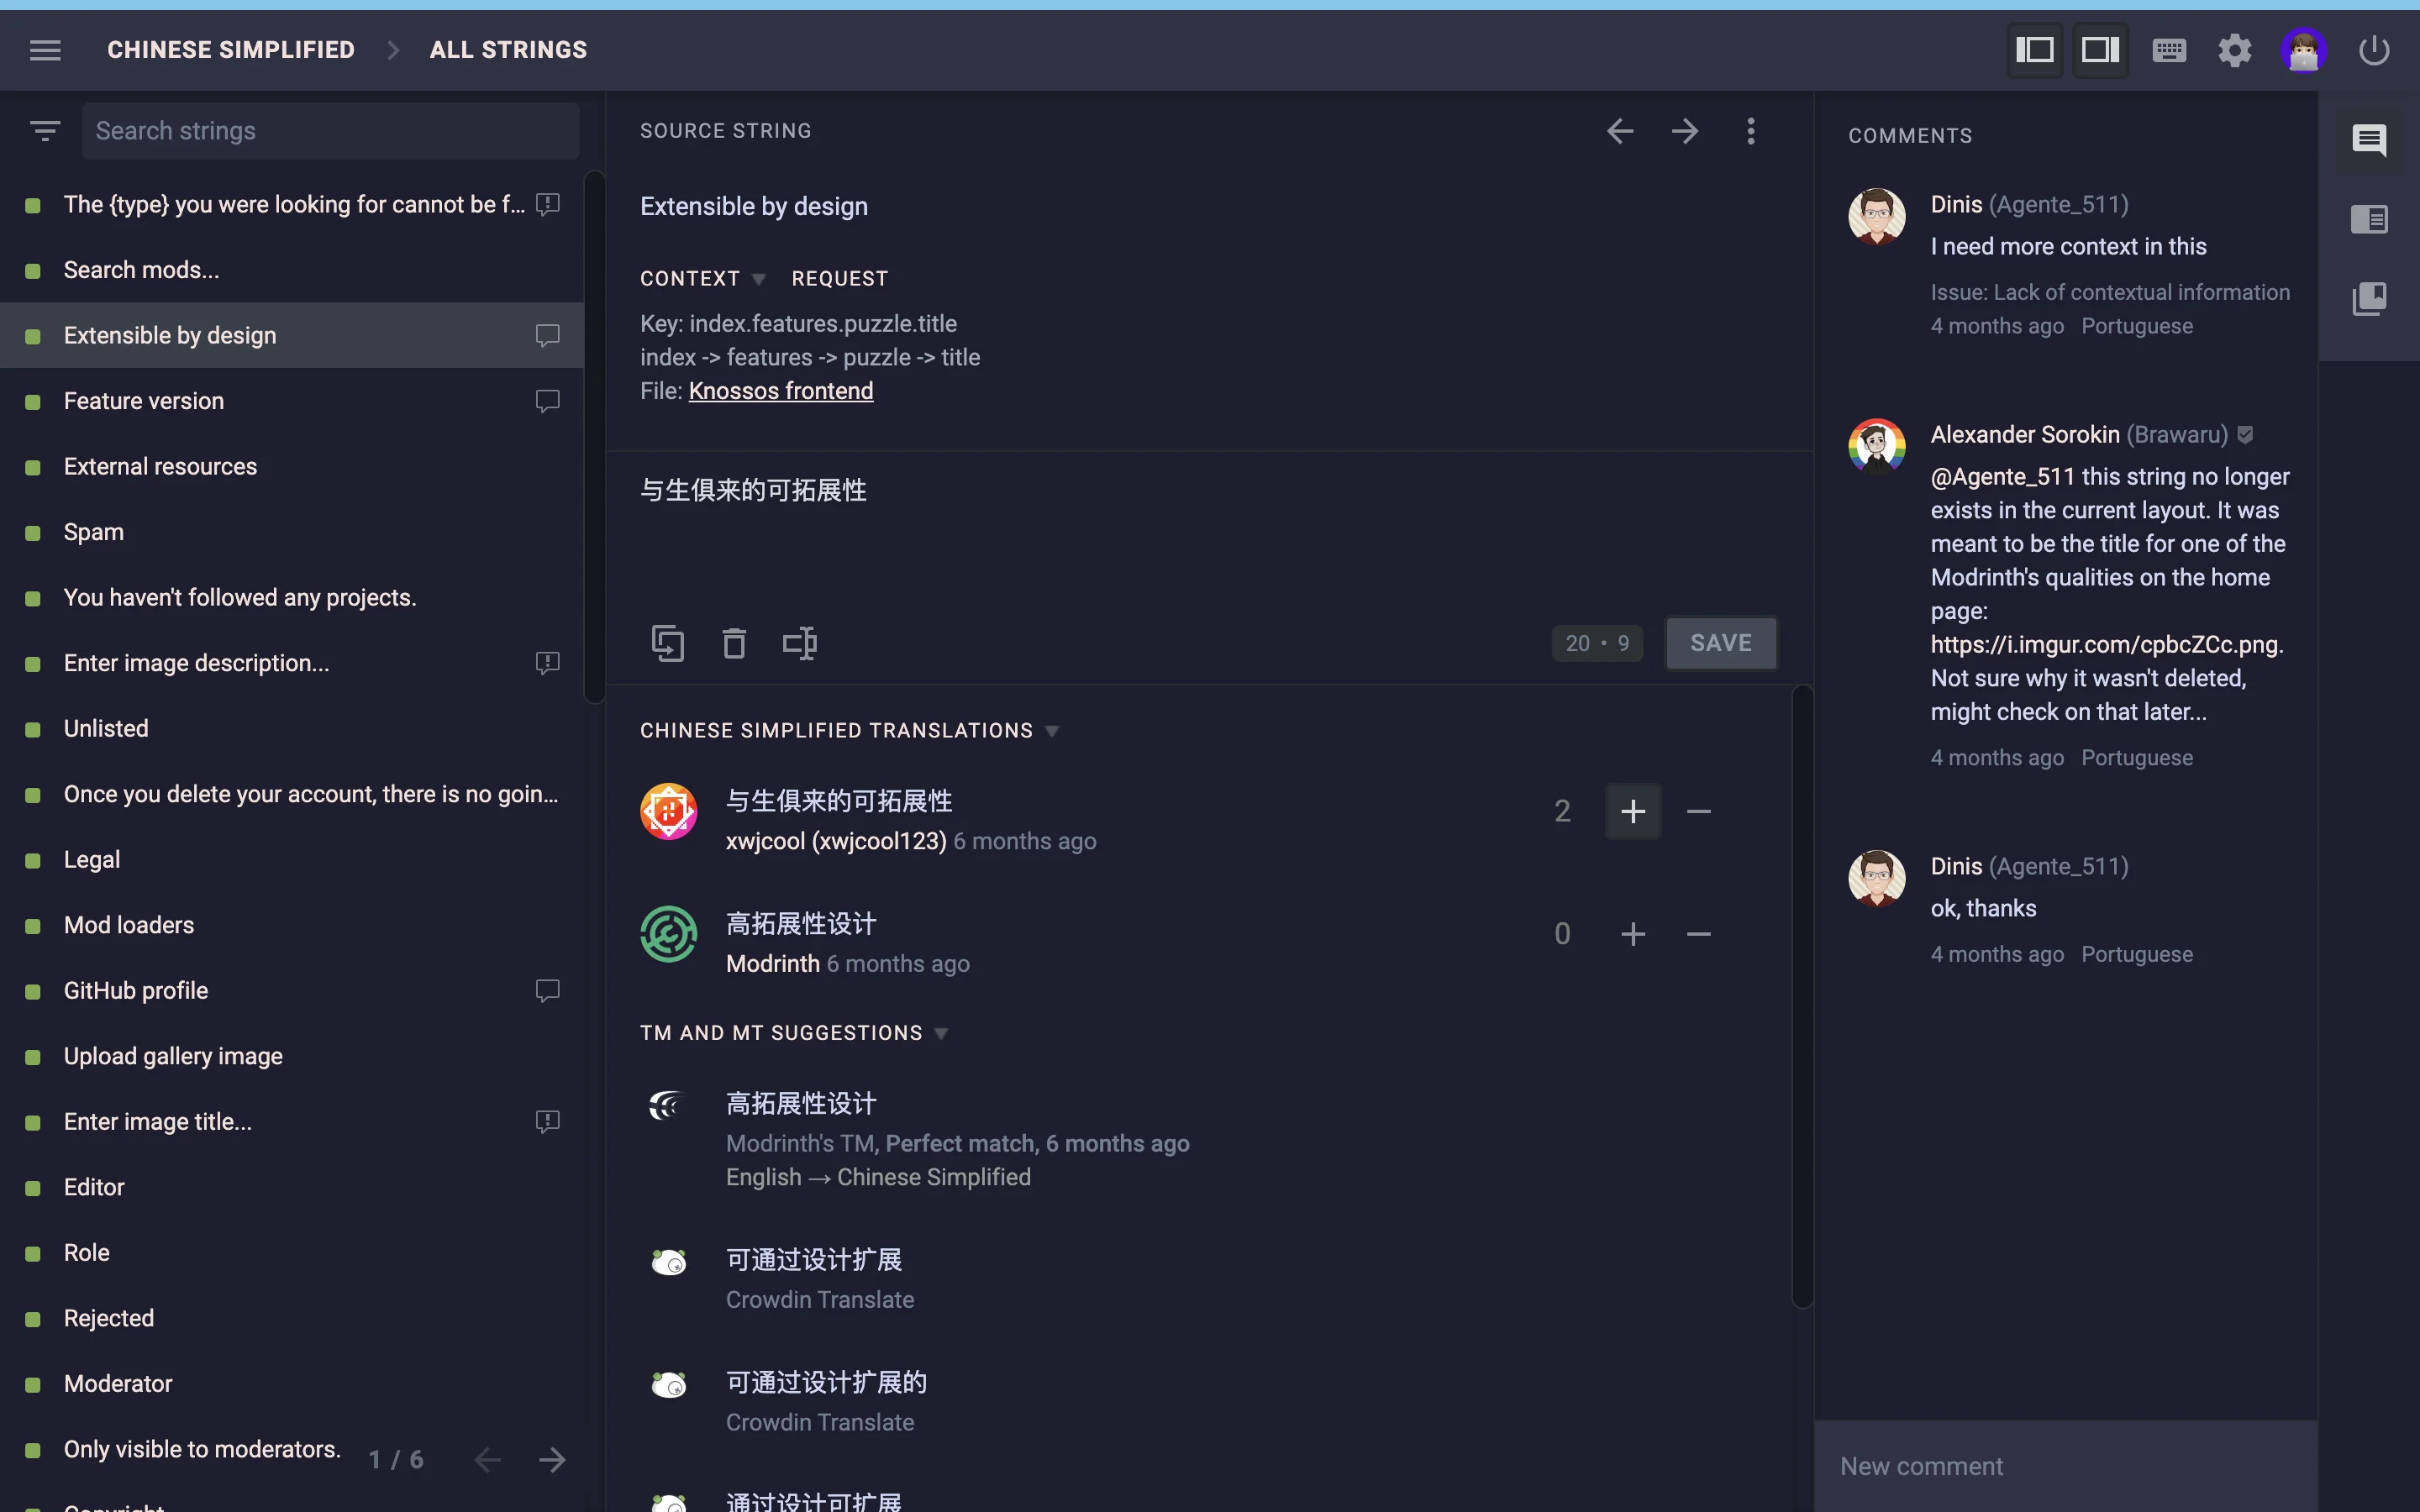 CHINESE SIMPLIFIED
ALL STRINGS
Search strings
The {type} you were looking for cannot be f...
Search mods...
Extensible by design
Feature version
External resources
Spam
You haven't followed any projects.
Enter image description...
Unlisted
Once you delete your account, there is no goin...
Legal
Mod loaders
GitHub profile
Upload gallery image
Enter image title...
Editor
Role
Rejected
Moderator
Only visible to moderators.
1 / 6
SOURCE STRING
Extensible by design
CONTEXT REQUEST
Key: index.features.puzzle.title
index -> features -> puzzle -> title
File: Knossos frontend
与生俱来的可拓展性
20 • 9
SAVE
CHINESE SIMPLIFIED TRANSLATIONS
与生俱来的可拓展性
xwjcool (xwjcool123) 6 months ago
2
高拓展性设计
Modrinth 6 months ago
0
TM AND MT SUGGESTIONS
高拓展性设计
Modrinth's TM, Perfect match, 6 months ago
English → Chinese Simplified
可通过设计扩展
Crowdin Translate
可通过设计扩展的
Crowdin Translate
通过设计可扩展
COMMENTS
Dinis (Agente_511)
I need more context in this
Issue: Lack of contextual information
4 months ago Portuguese
Alexander Sorokin (Brawaru)
@Agente_511 this string no longer
exists in the current layout. It was
meant to be the title for one of the
Modrinth's qualities on the home
page:
https://i.imgur.com/cpbcZCc.png.
Not sure why it wasn't deleted,
might check on that later...
4 months ago Portuguese
Dinis (Agente_511)
ok, thanks
4 months ago Portuguese
New comment